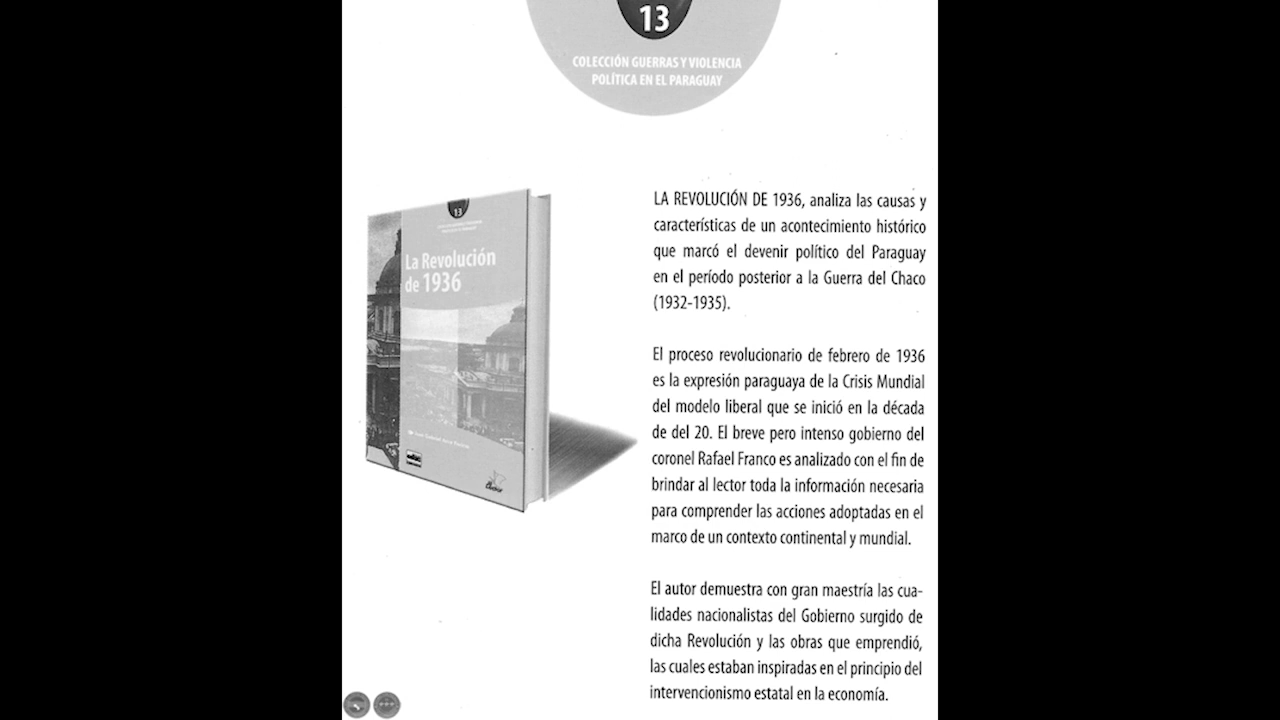 13
COLECCIÓN GUERRAS Y VIOLENCIA
POLÍTICA EN EL PARAGUAY
13
La Revolución
de 1936
LA REVOLUCIÓN DE 1936, analiza las causas y
características de un acontecimiento histórico
que marcó el devenir político del Paraguay
en el período posterior a la Guerra del Chaco
(1932-1935).
El proceso revolucionario de febrero de 1936
es la expresión paraguaya de la Crisis Mundial
del modelo liberal que se inició en la década
de del 20. El breve pero intenso gobierno del
coronel Rafael Franco es analizado con el fin de
brindar al lector toda la información necesaria
para comprender las acciones adoptadas en el
marco de un contexto continental y mundial.
El autor demuestra con gran maestría las cua-
lidades nacionalistas del Gobierno surgido de
dicha Revolución y las obras que emprendió,
las cuales estaban inspiradas en el principio del
intervencionismo estatal en la economía.